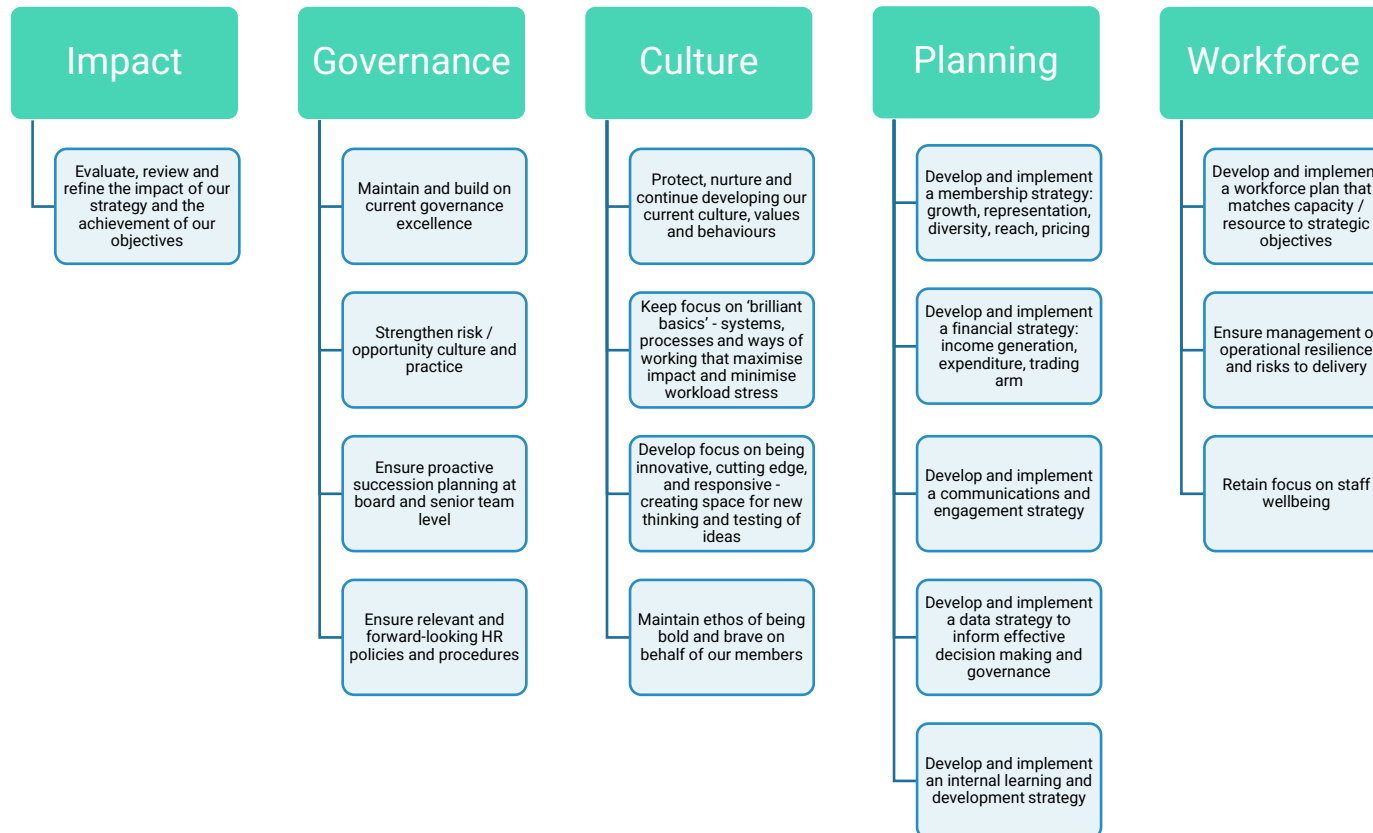 Impact
Evaluate, review and
refine the impact of our
strategy and the
achievement of our
objectives
Governance
Maintain and build on
current governance
excellence
Strengthen risk /
opportunity culture and
practice
Ensure proactive
succession planning at
board and senior team
level
Ensure relevant and
forward-looking HR
policies and procedures
Culture
Protect, nurture and
continue developing our
current culture, values
and behaviours
Keep focus on ‘brilliant
basics’ - systems,
processes and ways of
working that maximise
impact and minimise
workload stress
Develop focus on being
innovative, cutting edge,
and responsive -
creating space for new
thinking and testing of
ideas
Maintain ethos of being
bold and brave on
behalf of our members
Planning
Develop and implement
a membership strategy:
growth, representation,
diversity, reach, pricing
Develop and implement
a financial strategy:
income generation,
expenditure, trading
arm
Develop and implement
a communications and
engagement strategy
Develop and implement
a data strategy to
inform effective
decision making and
governance
Develop and implement
an internal learning and
development strategy
Workforce
Develop and implemen
a workforce plan that
matches capacity /
resource to strategic
objectives
Ensure management o
operational resilience
and risks to delivery
Retain focus on staff
wellbeing